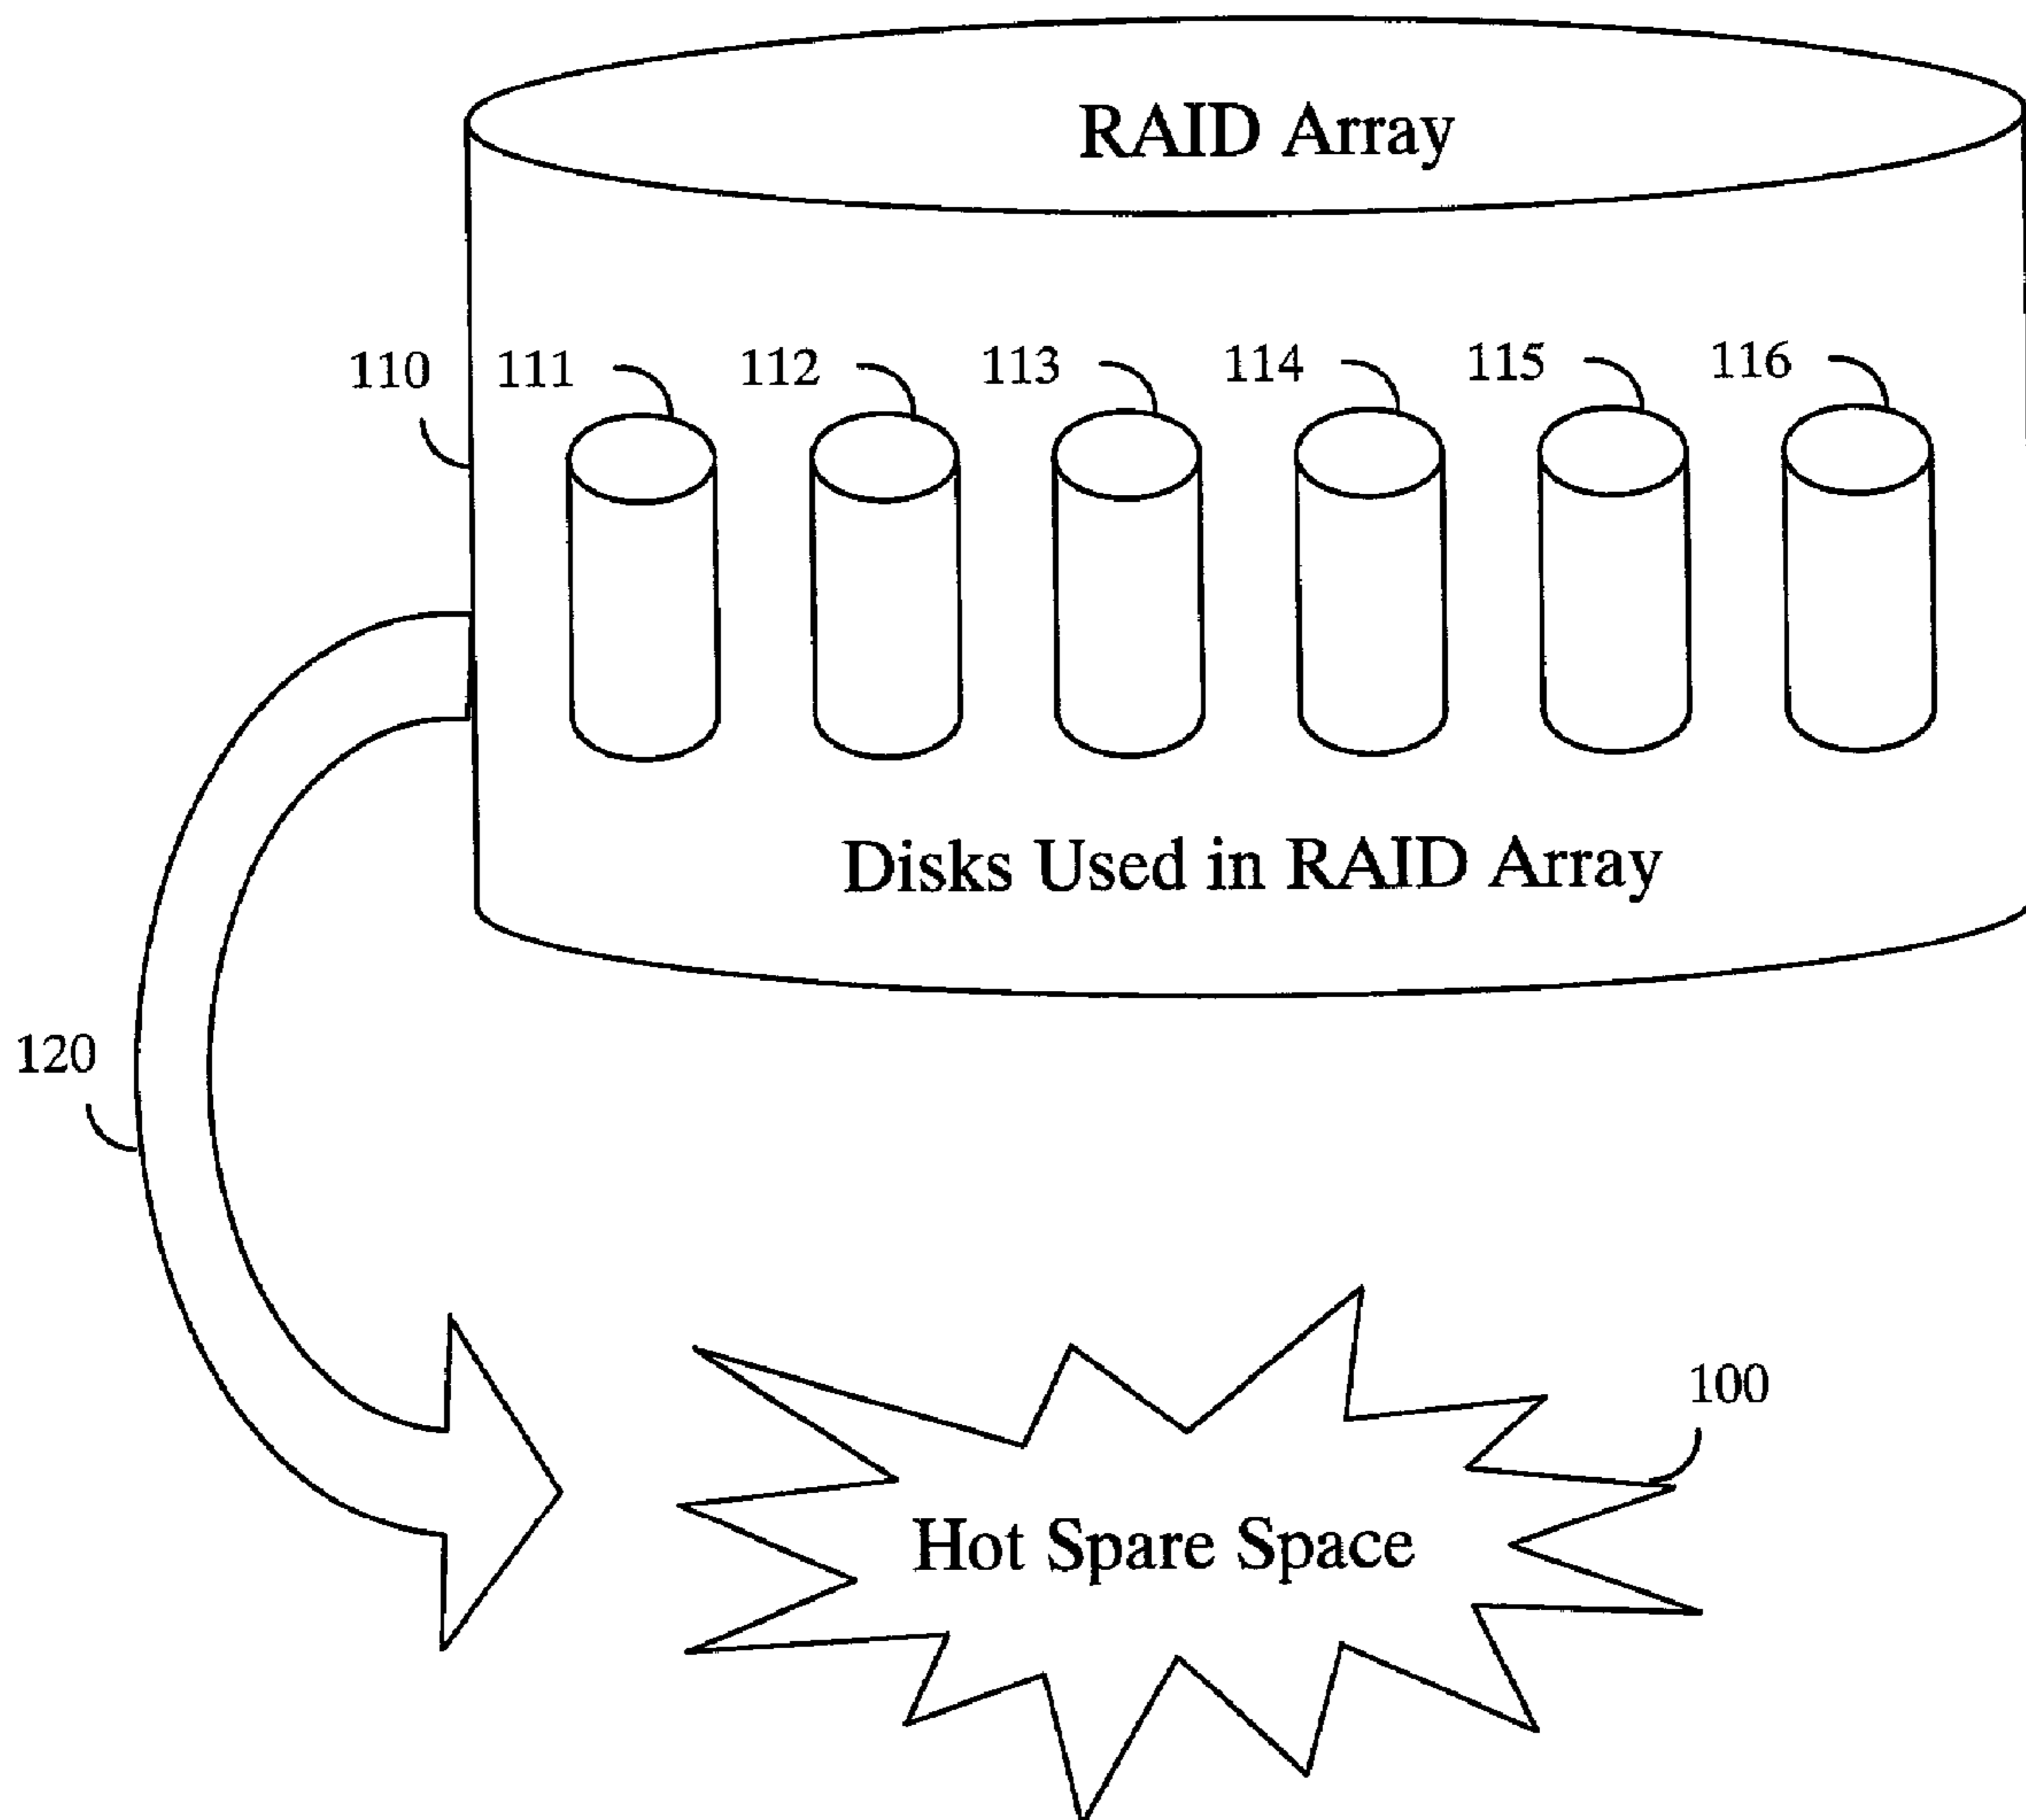 RAID Array
110 111 112 113 114 115 116
Disks Used in RAID Array
120
100
Hot Spare Space